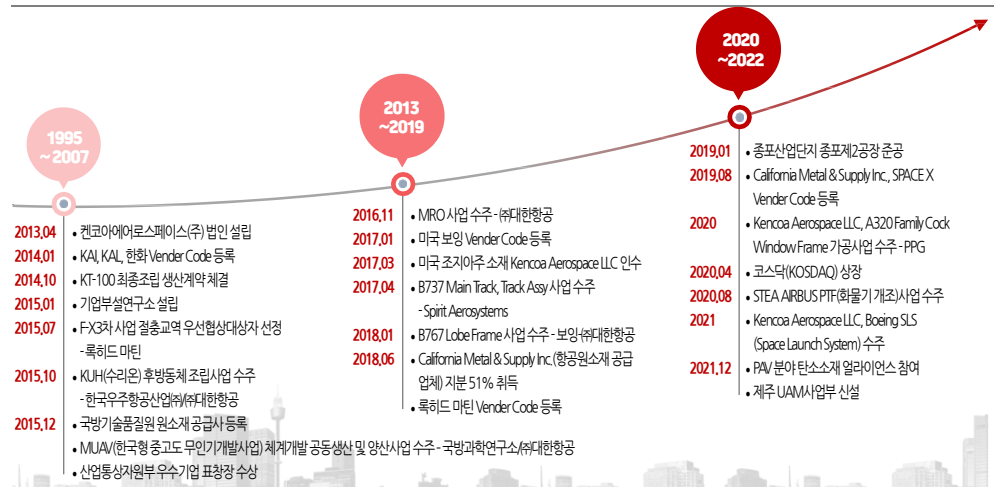 1995
~ 2007
2013.04 • 켄코아에어로스페이스(주) 법인 설립
2014.01 • KAI, KAL, 한화 Vender Code 등록
2014.10 • KT-100 최종조립 생산계약 체결
2015.01 • 기업부설연구소 설립
2015.07 • F-X3차 사업 절충교역 우선협상대상자 선정
- 록히드 마틴
2015.10 • KUH(수리온) 후방동체 조립사업 수주
- 한국우주항공산업㈜/㈜대한항공
2015.12 • 국방기술품질원 원소재 공급사 등록
• MUAV(한국형 중고도 무인기개발사업) 체계개발 공동생산 및 양산사업 수주 - 국방과학연구소/㈜대한항공
• 산업통상자원부 우수기업 표창장 수상
2013
~2019
2016.11 • MRO 사업 수주 - ㈜대한항공
2017.01 • 미국 보잉 Vender Code 등록
2017.03 • 미국 조지아주 소재 Kencoa Aerospace LLC 인수
2017.04 • B737 Main Track, Track Assy 사업 수주
- Spirit Aerosystems
2018.01 • B767 Lobe Frame 사업 수주 - 보잉·㈜대한항공
2018.06 • California Metal & Supply Inc.(항공원소재 공급
업체) 지분 51% 취득
• 록히드 마틴 Vender Code 등록
2020
~2022
2019.01 • 종포산업단지 종포제2공장 준공
2019.08 • California Metal & Supply Inc., SPACE X
Vender Code 등록
2020 • Kencoa Aerospace LLC, A320 Family Cock
Window Frame 가공사업 수주 - PPG
2020.04 • 코스닥(KOSDAQ) 상장
2020.08 • STEA AIRBUS PTF(화물기 개조)사업 수주
2021 • Kencoa Aerospace LLC, Boeing SLS
(Space Launch System) 수주
2021.12 • PAV 분야 탄소소재 얼라이언스 참여
• 제주 UAM사업부 신설